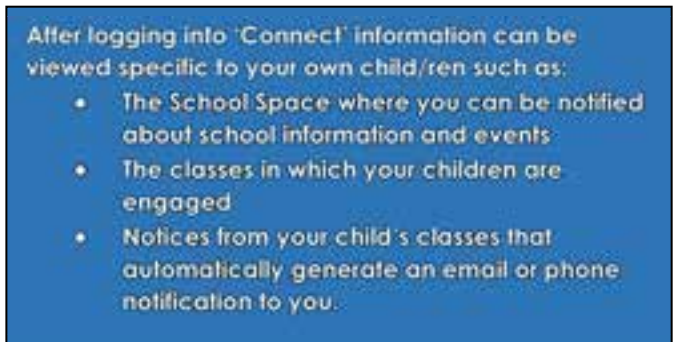 After logging into 'Connect' information can be
viewed specific to your own child/ren such as:
• The School Space where you can be notified
about school information and events
• The classes in which your children are
engaged
• Notices from your child's classes that
automatically generate an email or phone
notification to you.